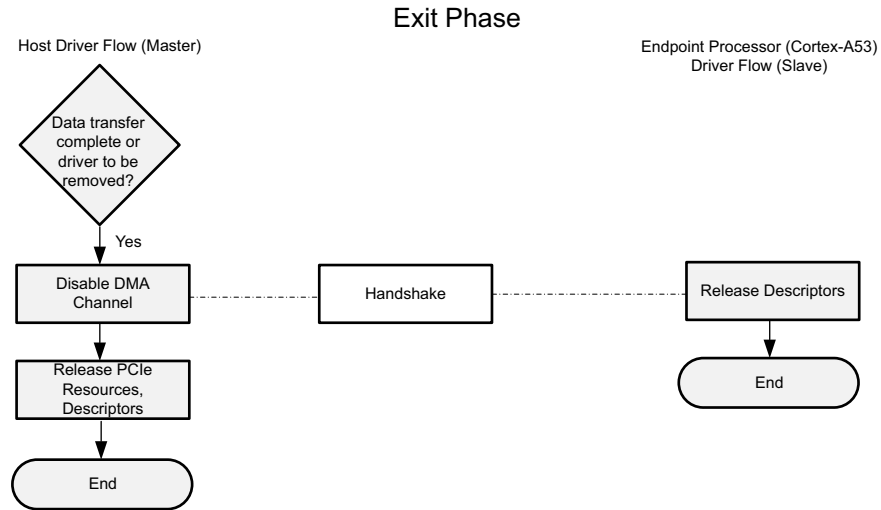 Exit Phase
Host Driver Flow (Master)
Endpoint Processor (Cortex-A53)
Driver Flow (Slave)
Data transfer
complete or
driver to be
removed?
Yes
Disable DMA
Channel
Handshake
Release Descriptors
Release PCIe
Resources,
Descriptors
End
End